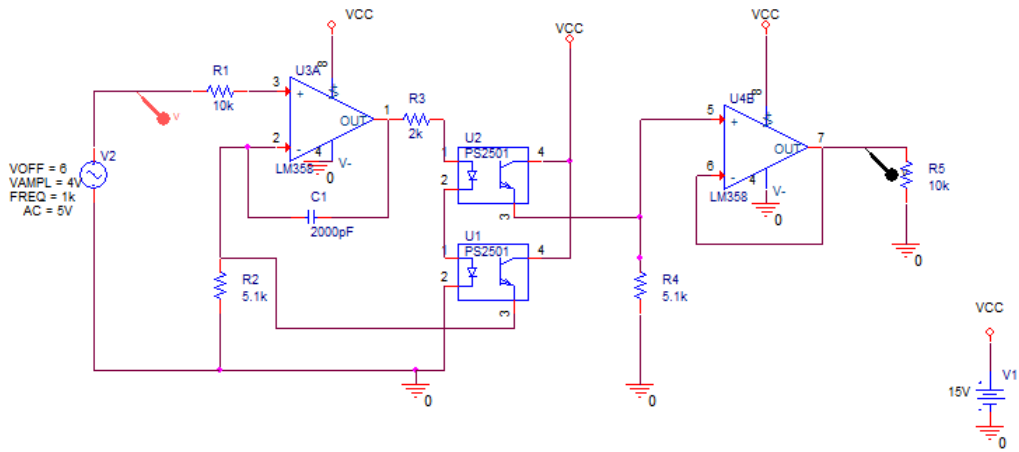 VCC
VCC
VCC
R1
10k
3
+
U3A
8
V+
OUT
1
2
-
4
V-
LM358
0
R3
2k
C1
2000pF
V2
VOFF = 6
VAMPL = 4V
FREQ = 1k
AC = 5V
U2
PS2501
1
2
4
3
U1
PS2501
1
2
4
3
R2
5.1k
0
R4
5.1k
0
5
+
U4B
8
OUT
7
6
-
4
V-
LM358
0
R5
10k
0
VCC
V1
15V
0
V